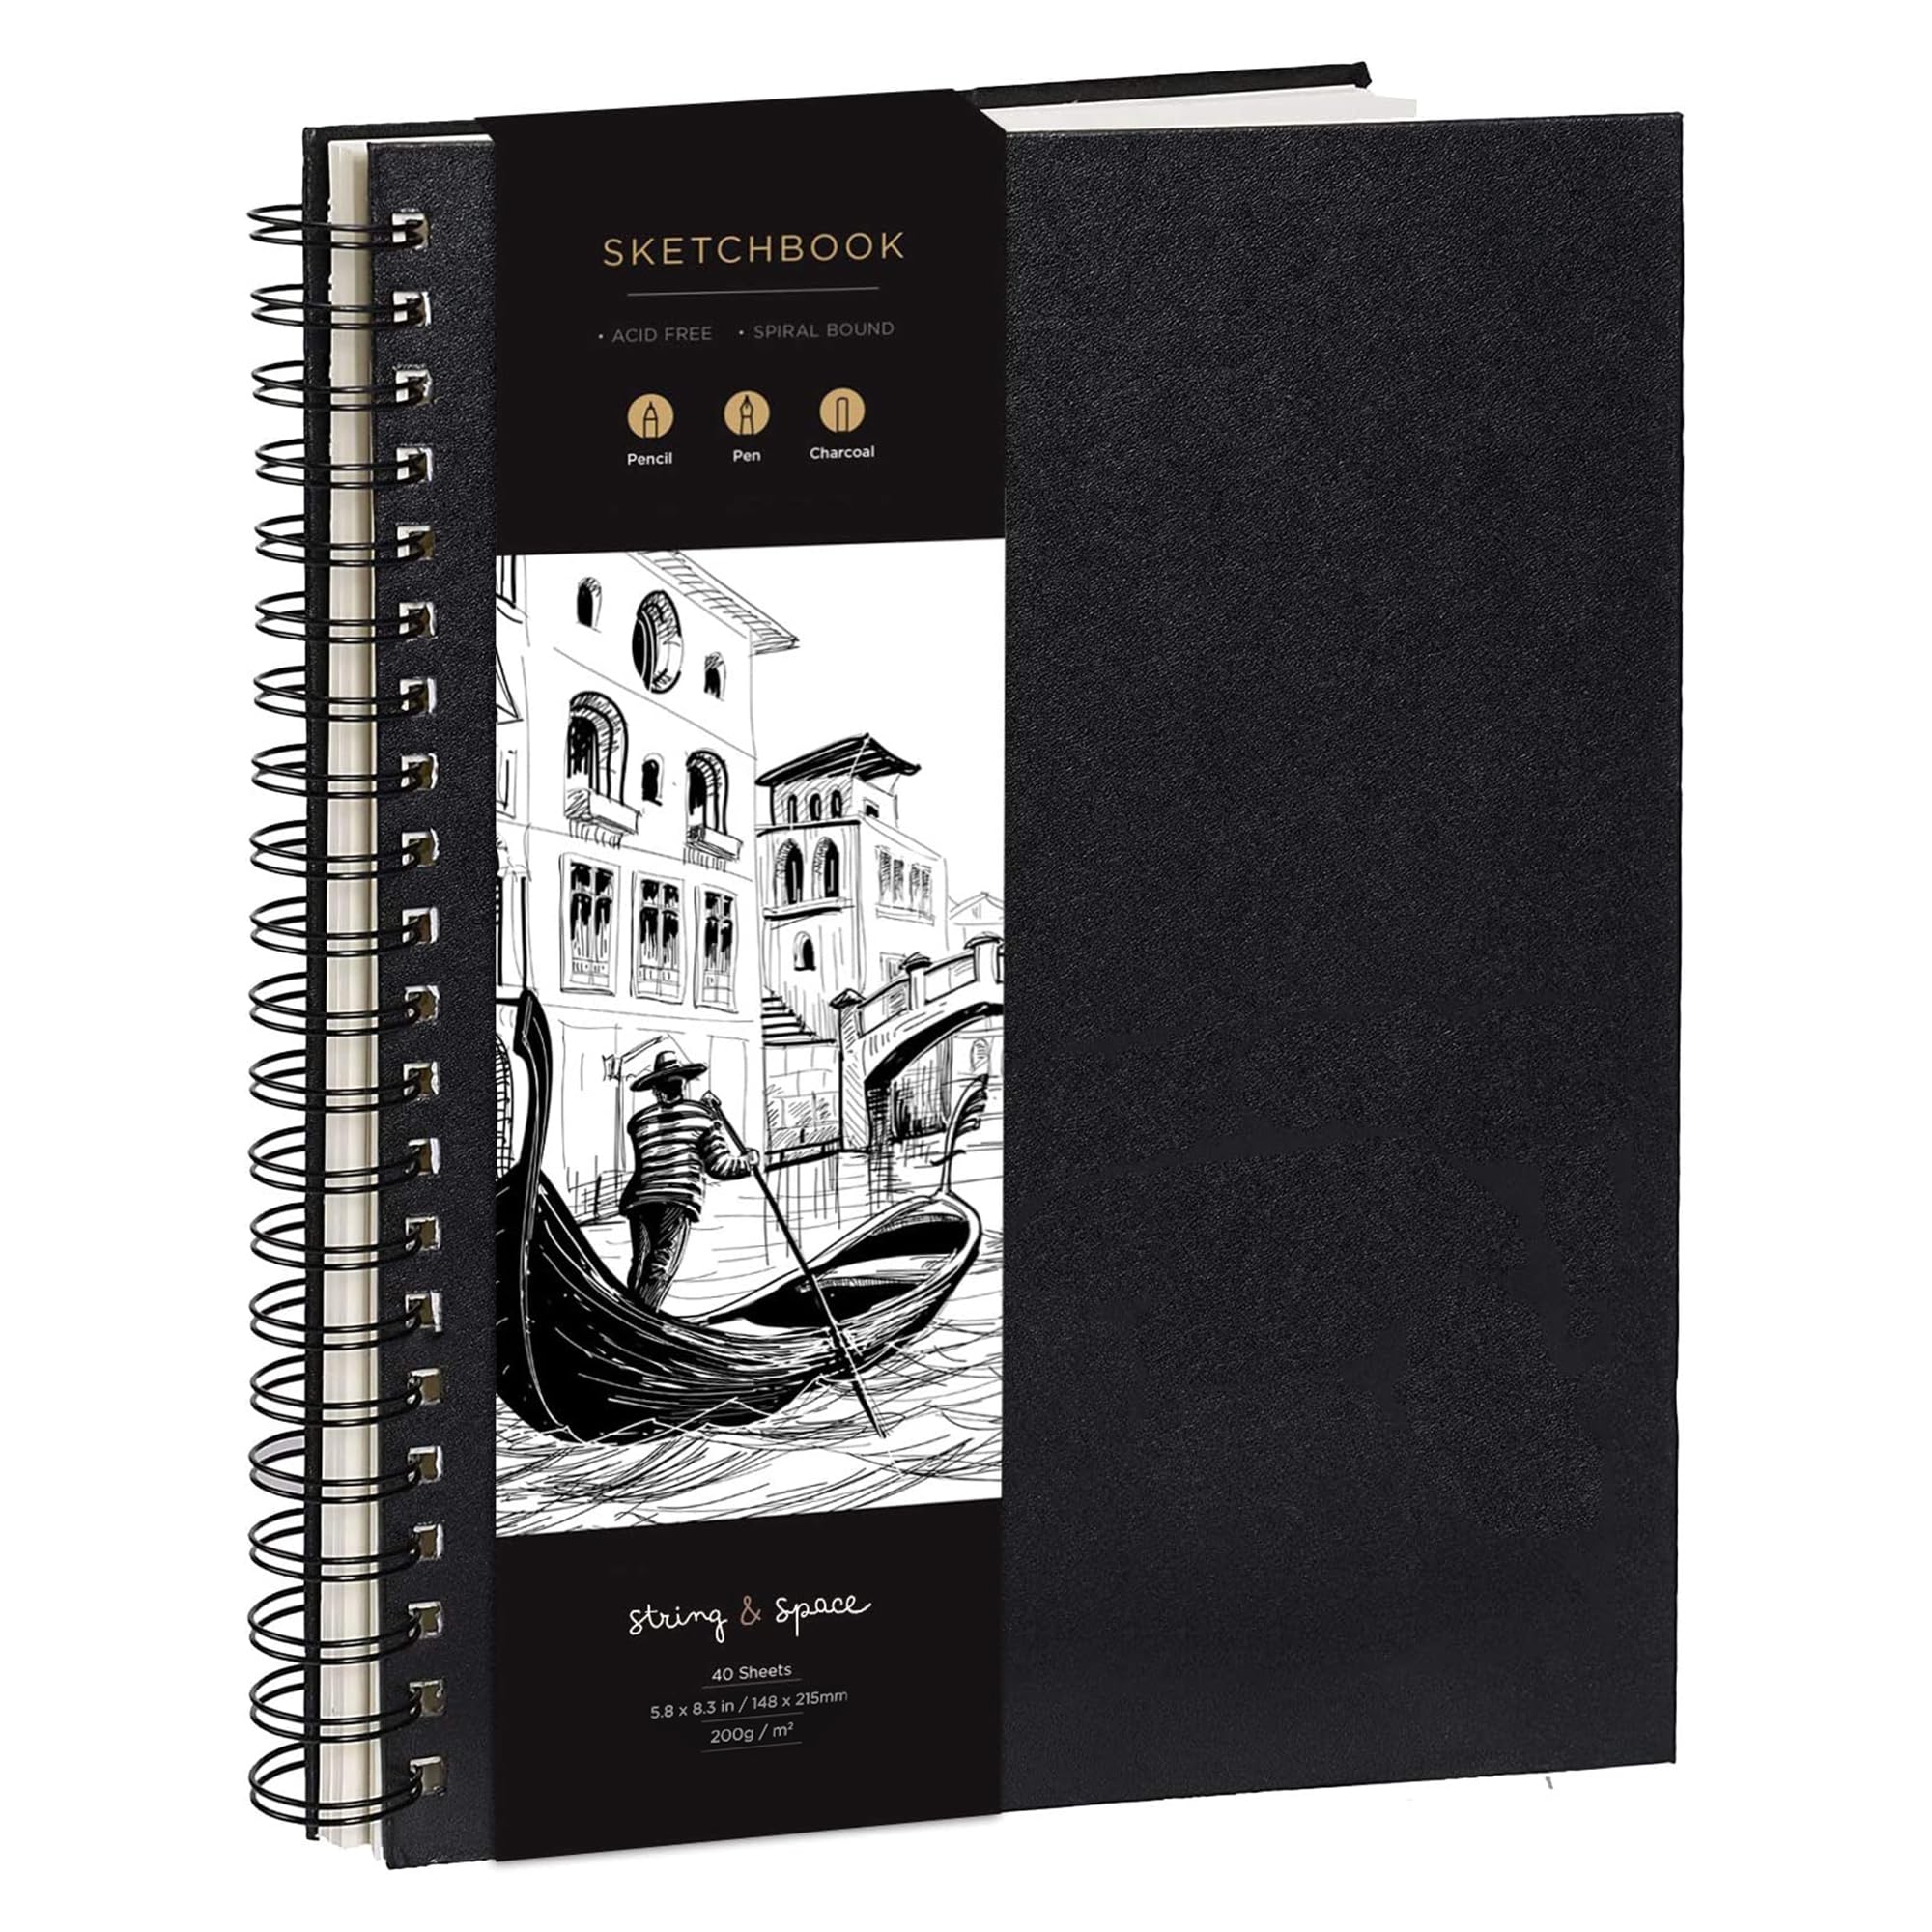 SKETCHBOOK
• ACID FREE • SPIRAL BOUND
Pencil Pen Charcoal
string & space
40 Sheets
5.8 x 8.3 in / 148 x 215mm
200g / m²